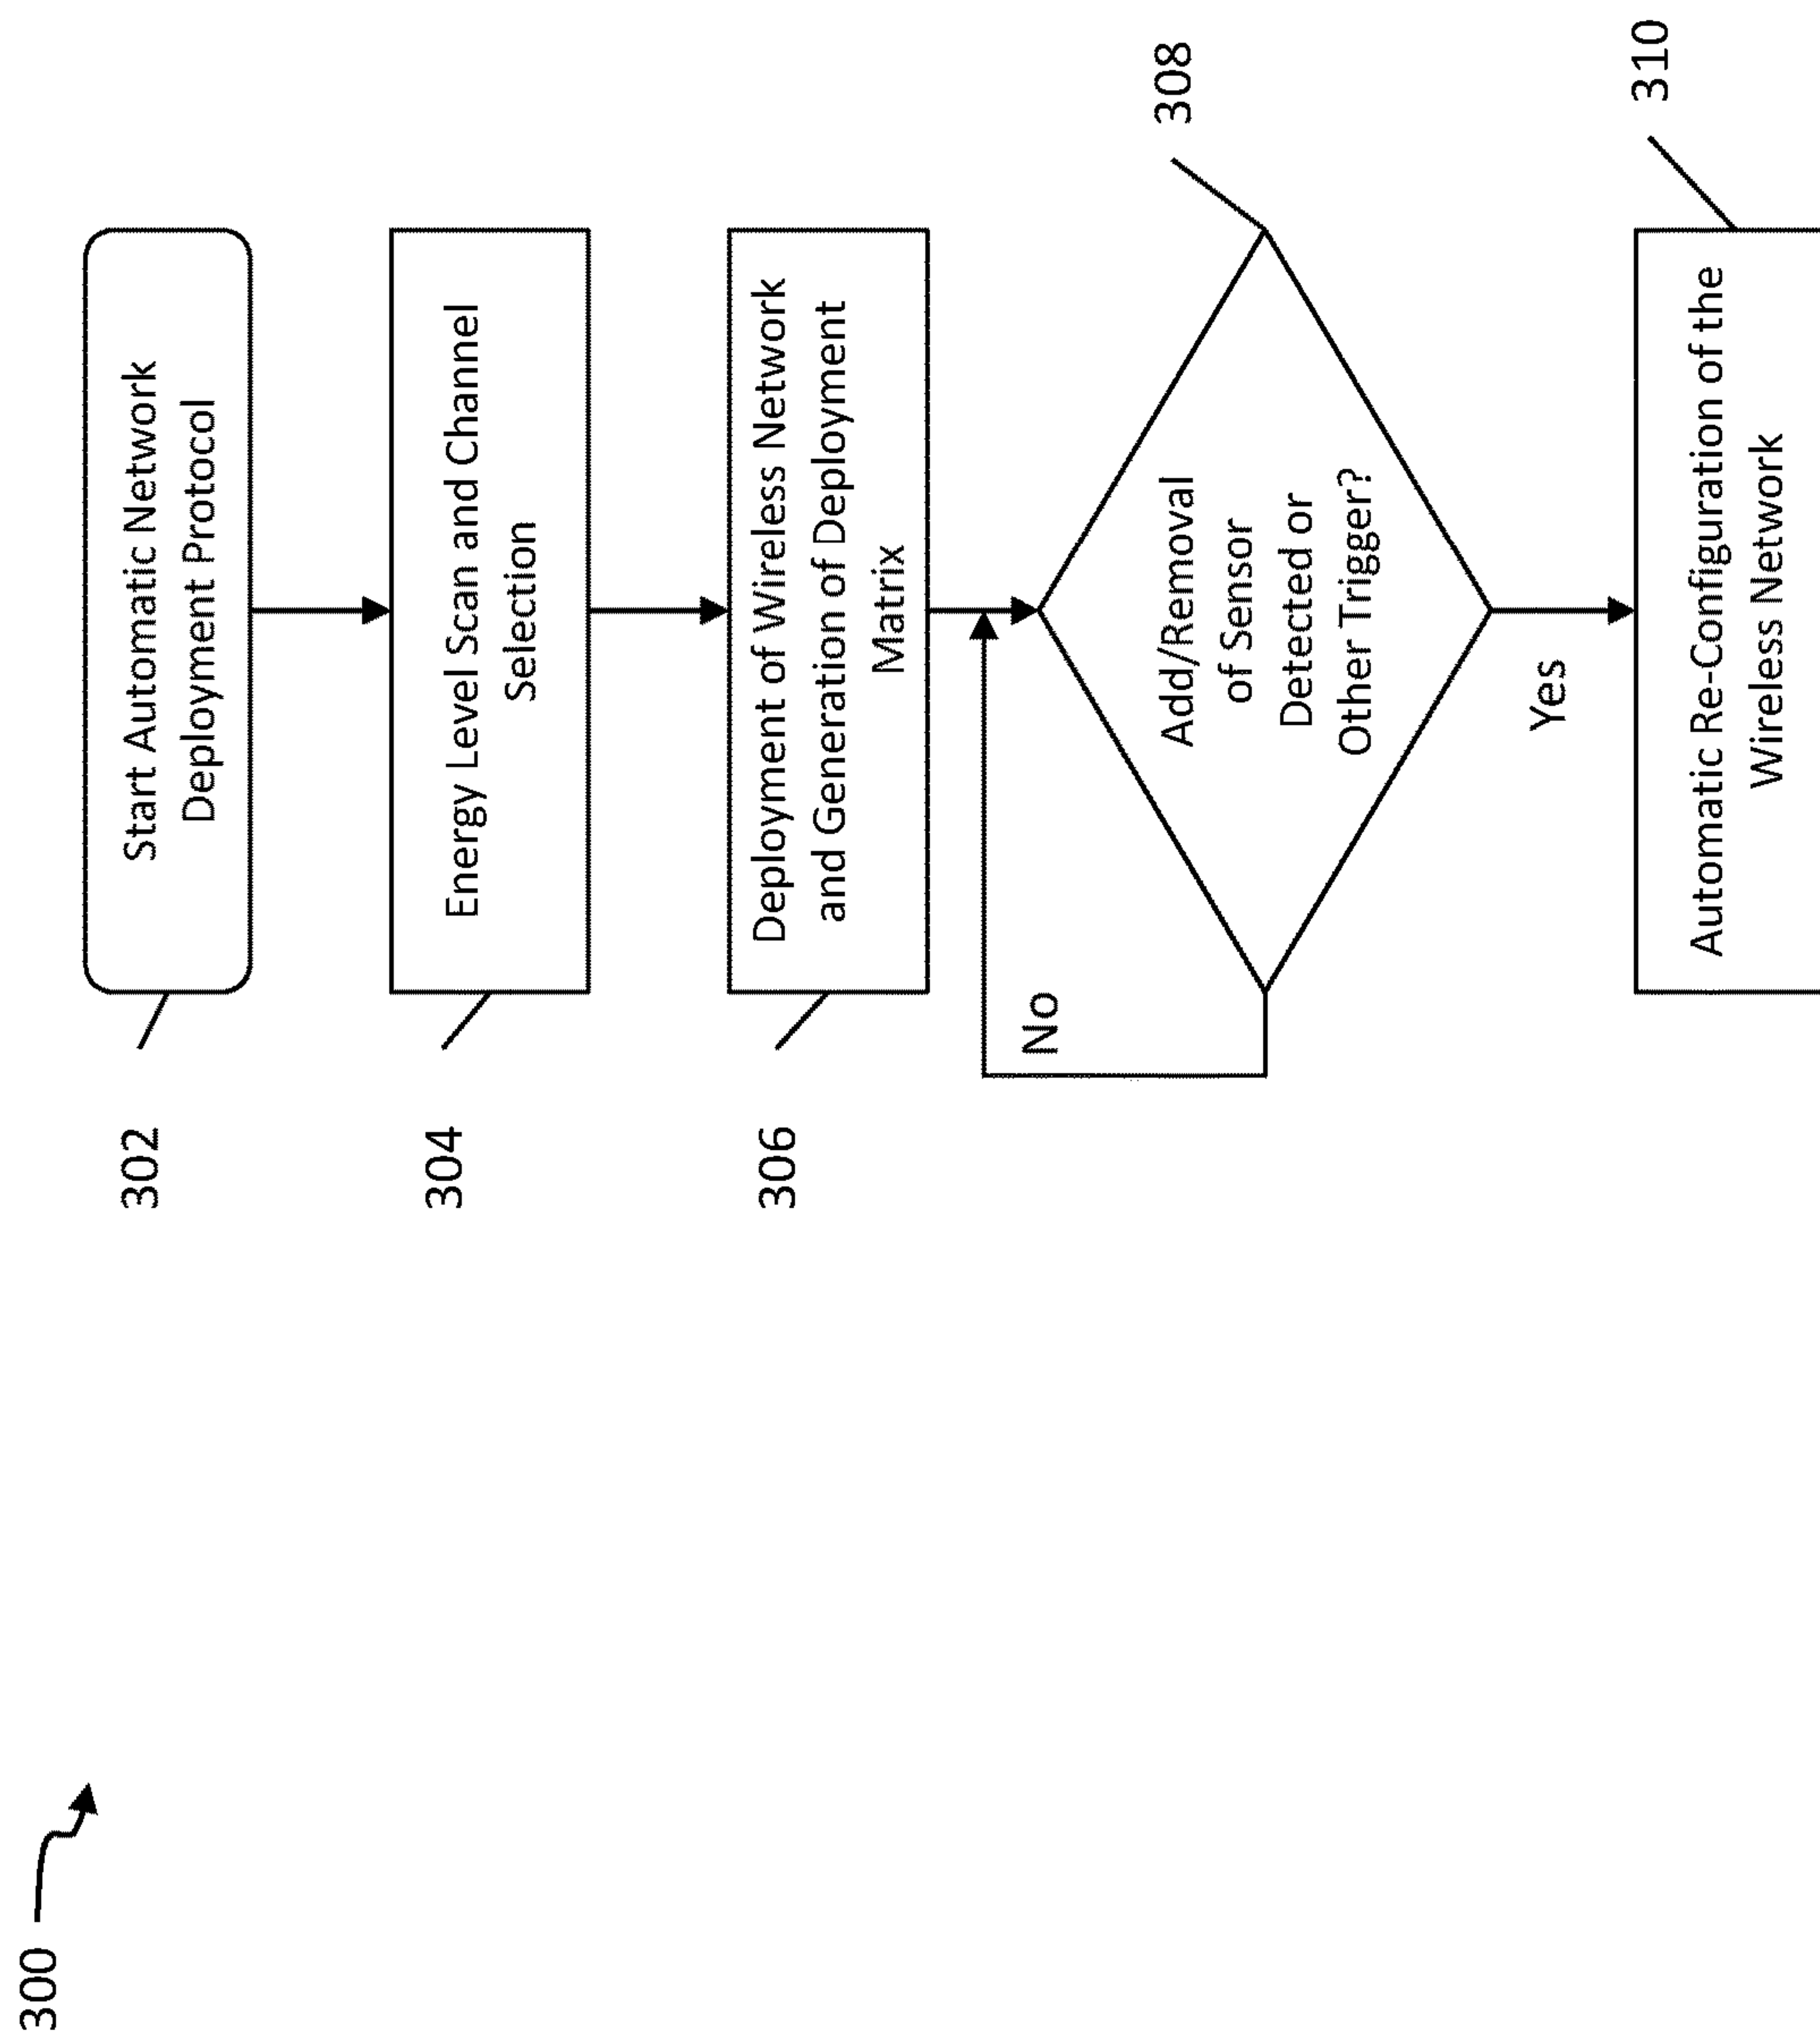 300
302
Start Automatic Network
Deployment Protocol
304
Energy Level Scan and Channel
Selection
306
Deployment of Wireless Network
and Generation of Deployment
Matrix
No
308
Add/Removal
of Sensor
Detected or
Other Trigger?
Yes
310
Automatic Re-Configuration of the
Wireless Network